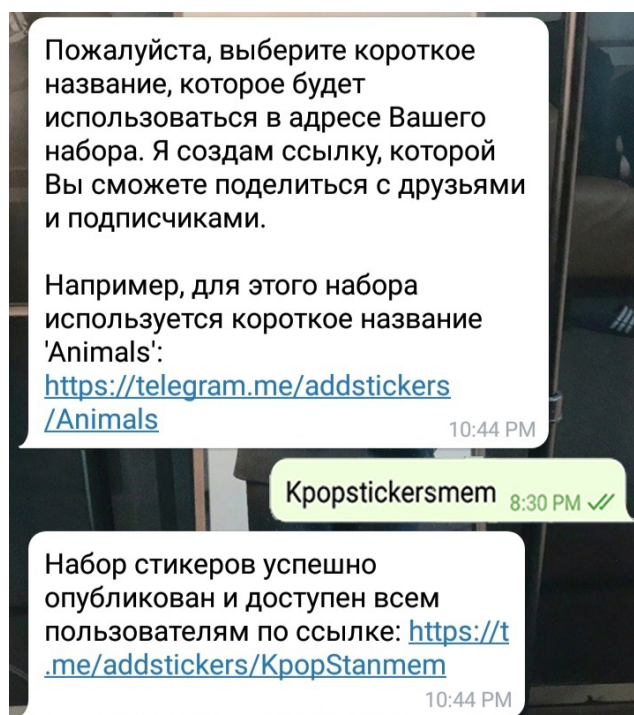 Пожалуйста, выберите короткое
название, которое будет
использоваться в адресе Вашего
набора. Я создам ссылку, которой
Вы сможете поделиться с друзьями
и подписчиками.
Например, для этого набора
используется короткое название
'Animals':
https://telegram.me/addstickers
/Animals
10:44 PM
Kpopstickersmem 8:30 PM
Набор стикеров успешно
опубликован и доступен всем
пользователям по ссылке: https://t
.me/addstickers/KpopStanmem
10:44 PM